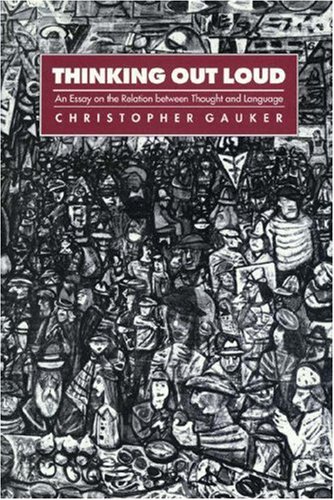 THINKING OUT LOUD
An Essay on the Relation between Thought and Language
CHRISTOPHER GAUKER